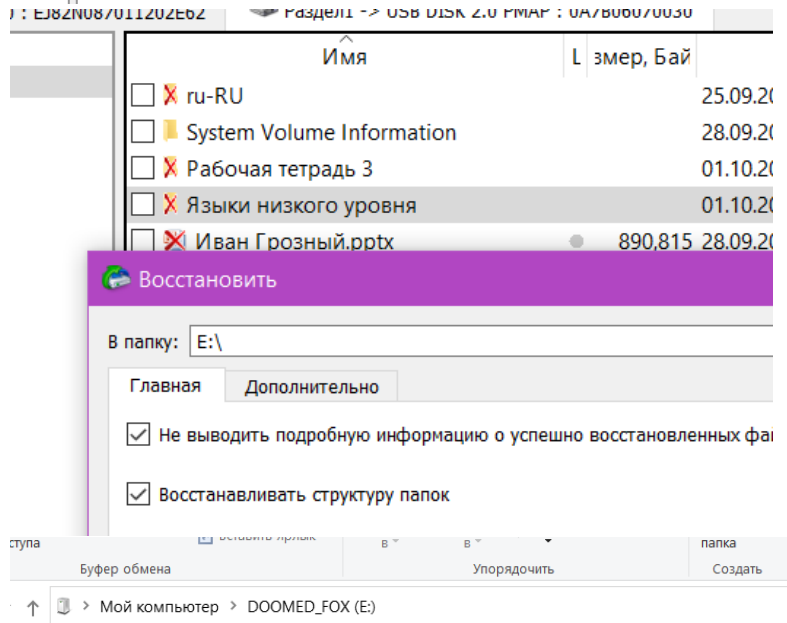 ) : EJ82N087011202E62 Раздел1 -> USB DISK 2.0 PMAP : 0A7B06070030
Имя L змер, Бай
ru-RU 25.09.20
System Volume Information 28.09.20
Рабочая тетрадь 3 01.10.20
Языки низкого уровня 01.10.20
Иван Грозный.pptx 890,815 28.09.20
Восстановить
В папку: E:\
Главная Дополнительно
Не выводить подробную информацию о успешно восстановленных фай
Восстанавливать структуру папок
ступа Вставить ярлык в в папка
Буфер обмена Упорядочить Создать
Мой компьютер > DOOMED_FOX (E:)